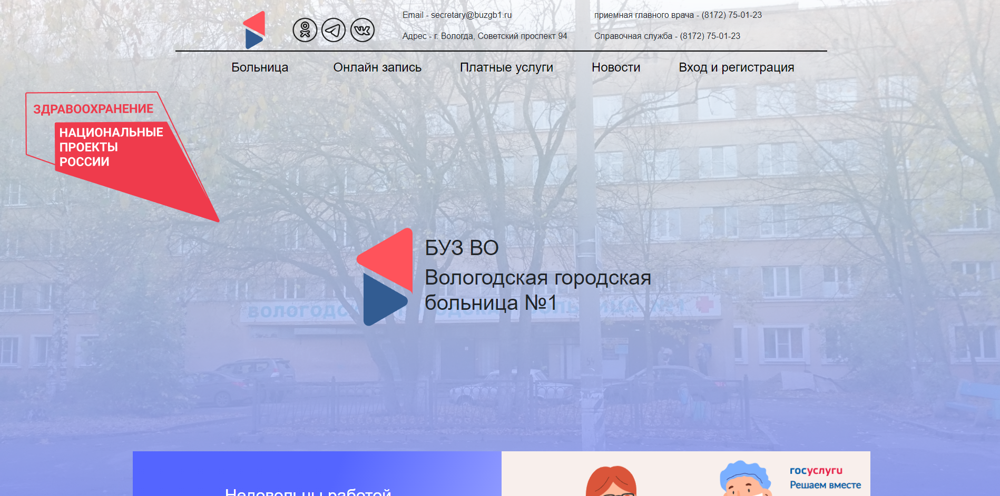 Email - secretary@buzgb1.ru
приемная главного врача - (8172) 75-01-23
Адрес - г. Вологда, Советский проспект 94
Справочная служба - (8172) 75-01-23
Больница
Онлайн запись
Платные услуги
Новости
Вход и регистрация
ЗДРАВООХРАНЕНИЕ
НАЦИОНАЛЬНЫЕ
ПРОЕКТЫ
РОССИИ
БУЗ ВО
Вологодская городская
больница №1
госуслуги
Решаем вместе
Недовольны работой